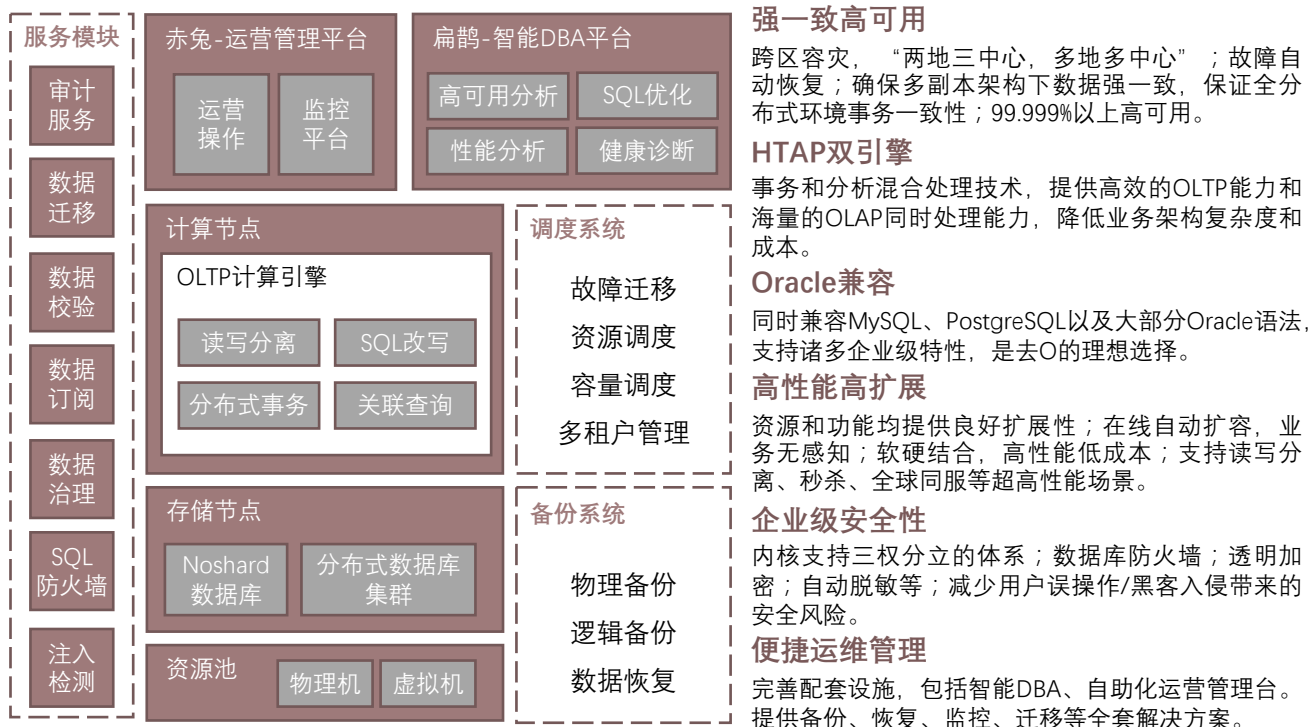 服务模块
审计
服务
数据
迁移
数据
校验
数据
订阅
数据
治理
SQL
防火墙
注入
检测
赤兔-运营管理平台
运营
操作
监控
平台
扁鹊-智能DBA平台
高可用分析
SQL优化
性能分析
健康诊断
计算节点
OLTP计算引擎
读写分离
SQL改写
分布式事务
关联查询
调度系统
故障迁移
资源调度
容量调度
多租户管理
存储节点
Noshard
数据库
分布式数据库
集群
备份系统
物理备份
逻辑备份
数据恢复
资源池
物理机
虚拟机
强一致高可用
跨区容灾，“两地三中心，多地多中心”；故障自
动恢复；确保多副本架构下数据强一致，保证全分
布式环境事务一致性；99.999%以上高可用。
HTAP双引擎
事务和分析混合处理技术，提供高效的OLTP能力和
海量的OLAP同时处理能力，降低业务架构复杂度和
成本。
Oracle兼容
同时兼容MySQL、PostgreSQL以及大部分Oracle语法，
支持诸多企业级特性，是去O的理想选择。
高性能高扩展
资源和功能均提供良好扩展性；在线自动扩容，业
务无感知；软硬结合，高性能低成本；支持读写分
离、秒杀、全球同服等超高性能场景。
企业级安全性
内核支持三权分立的体系；数据库防火墙；透明加
密；自动脱敏等；减少用户误操作/黑客入侵带来的
安全风险。
便捷运维管理
完善配套设施，包括智能DBA、自助化运营管理台。
提供备份、恢复、监控、迁移等全套解决方案。